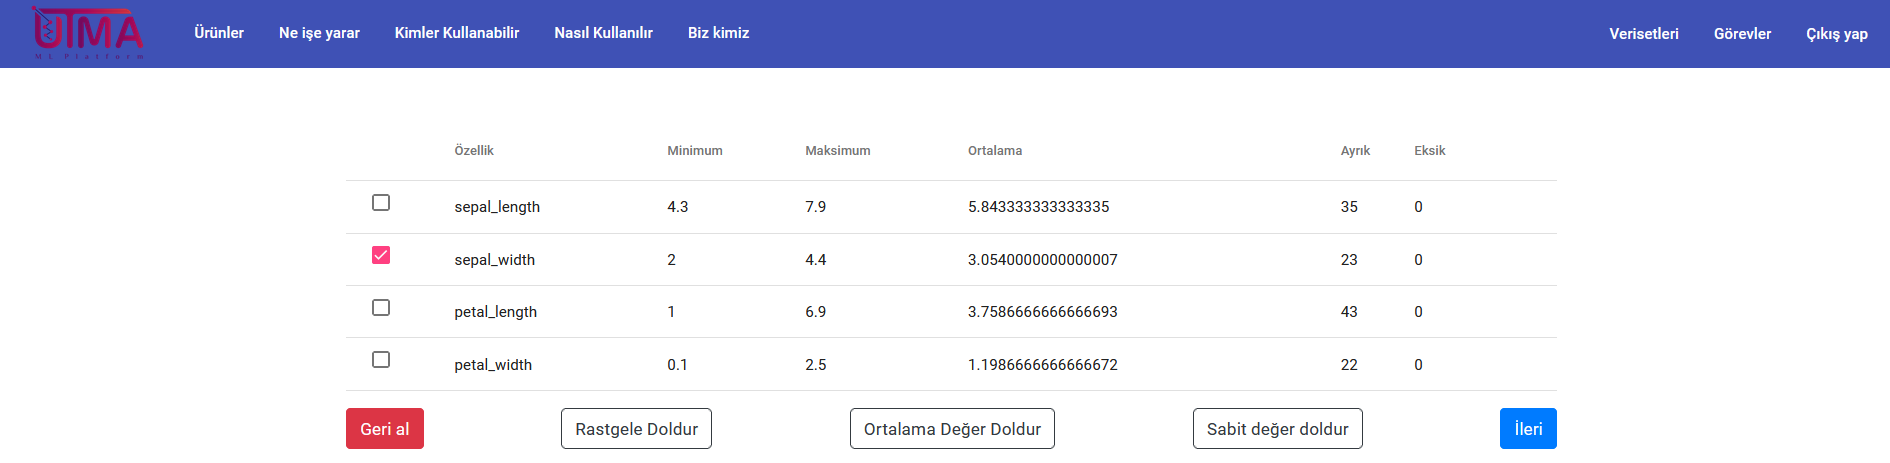 UTMA
ML Platform
Ürünler Ne işe yarar Kimler Kullanabilir Nasıl Kullanılır Biz kimiz Verisetleri Görevler Çıkış yap
Özellik Minimum Maksimum Ortalama Ayrık Eksik
sepal_length 4.3 7.9 5.843333333333335 35 0
sepal_width 2 4.4 3.0540000000000007 23 0
petal_length 1 6.9 3.7586666666666693 43 0
petal_width 0.1 2.5 1.1986666666666672 22 0
Geri al Rastgele Doldur Ortalama Değer Doldur Sabit değer doldur İleri